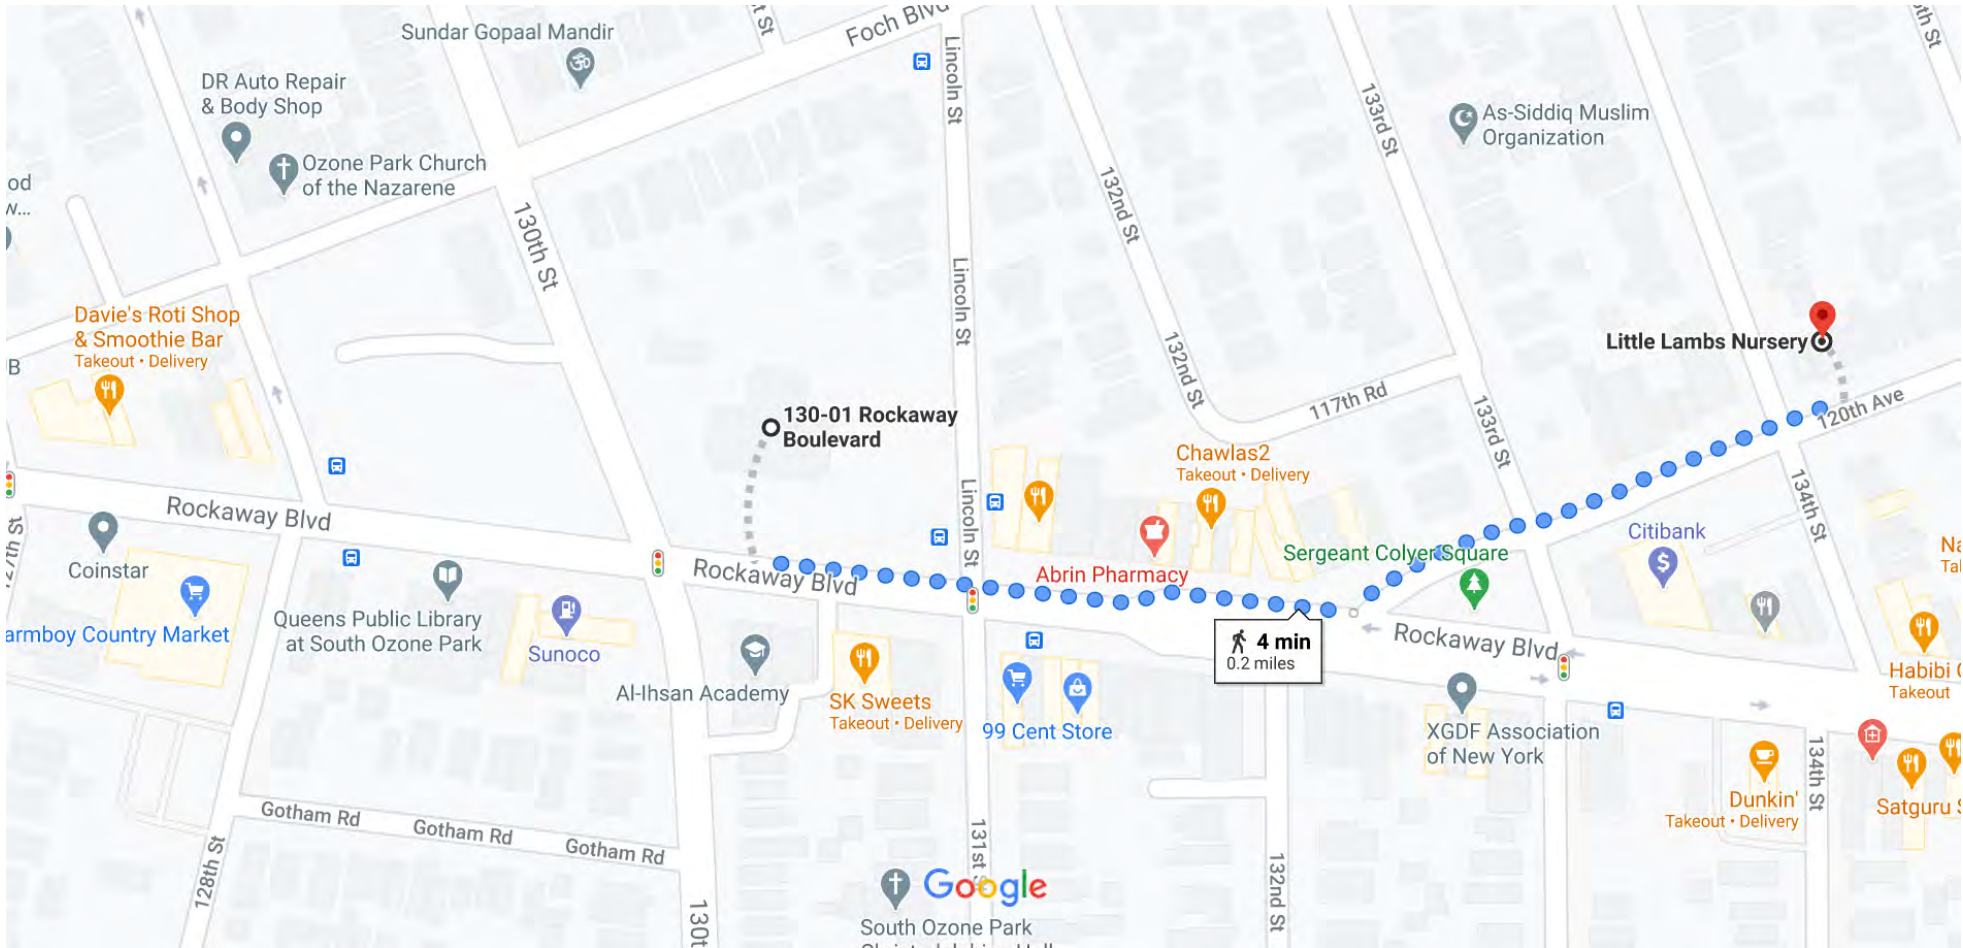 Sundar Gopaal Mandir
Foch Blvd
DR Auto Repair
& Body Shop
Ozone Park Church
of the Nazarene
Lincoln St
133rd St
As-Siddiq Muslim
Organization
132nd St
130th St
Lincoln St
Davie's Roti Shop
& Smoothie Bar
Takeout • Delivery
Little Lambs Nursery
132nd St
117th Rd
133rd St
120th Ave
130-01 Rockaway
Boulevard
Chawlas2
Takeout • Delivery
Rockaway Blvd
Lincoln St
134th St
Citibank
Coinstar
Rockaway Blvd
Sergeant Colyer Square
Abrin Pharmacy
Queens Public Library
at South Ozone Park
armboy Country Market
Sunoco
4 min
0.2 miles
Rockaway Blvd
Al-Ihsan Academy
SK Sweets
Takeout • Delivery
99 Cent Store
XGDF Association
of New York
Habibi
Takeout
134th St
Dunkin'
Takeout • Delivery
Satguru
Gotham Rd
Gotham Rd
Gotham Rd
128th St
131st
132nd St
130t
Google
South Ozone Park